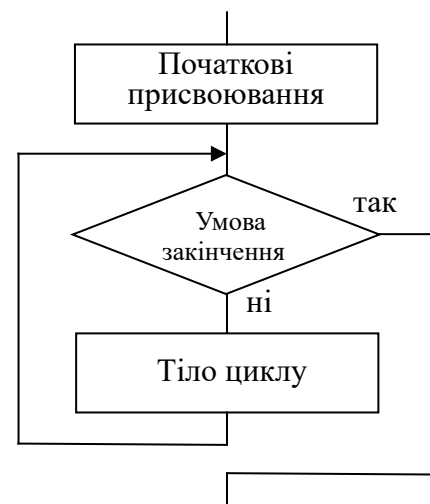 Початкові
присвоювання
так
Умова
закінчення
ні
Тіло циклу